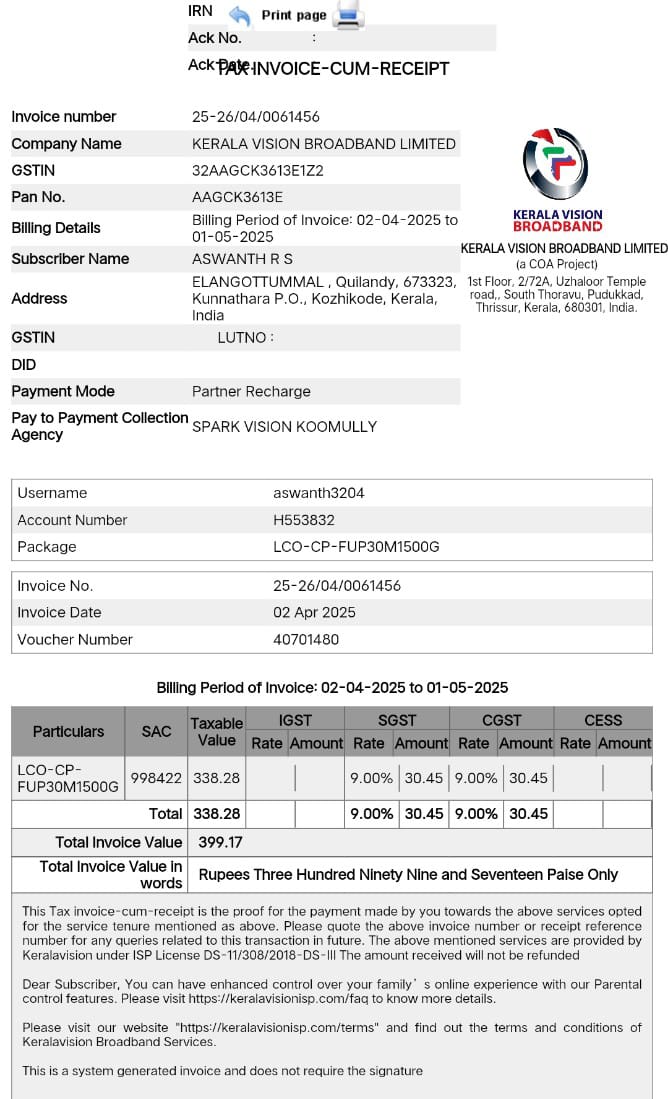 IRN
Print page
Ack No. :
Ack Date
TAX INVOICE-CUM-RECEIPT
Invoice number 25-26/04/0061456
Company Name KERALA VISION BROADBAND LIMITED
GSTIN 32AAGCK3613E1Z2
Pan No. AAGCK3613E
Billing Details Billing Period of Invoice: 02-04-2025 to
01-05-2025
Subscriber Name ASWANTH R S
Address ELANGOTTUMMAL , Quilandy, 673323,
Kunnathara P.O., Kozhikode, Kerala,
India
GSTIN LUTNO :
DID
Payment Mode Partner Recharge
Pay to Payment Collection
Agency SPARK VISION KOOMULLY
KERALA VISION
BROADBAND
KERALA VISION BROADBAND LIMITED
(a COA Project)
1st Floor, 2/72A, Uzhaloor Temple
road,, South Thoravu, Pudukkad,
Thrissur, Kerala, 680301, India.
Username aswanth3204
Account Number H553832
Package LCO-CP-FUP30M1500G
Invoice No. 25-26/04/0061456
Invoice Date 02 Apr 2025
Voucher Number 40701480
Billing Period of Invoice: 02-04-2025 to 01-05-2025
Particulars SAC Taxable Value IGST SGST CGST CESS
Rate Amount Rate Amount Rate Amount Rate Amount
LCO-CP-
FUP30M1500G 998422 338.28 9.00% 30.45 9.00% 30.45
Total 338.28 9.00% 30.45 9.00% 30.45
Total Invoice Value 399.17
Total Invoice Value in
words Rupees Three Hundred Ninety Nine and Seventeen Paise Only
This Tax invoice-cum-receipt is the proof for the payment made by you towards the above services opted
for the service tenure mentioned as above. Please quote the above invoice number or receipt reference
number for any queries related to this transaction in future. The above mentioned services are provided by
Keralavision under ISP License DS-11/308/2018-DS-III The amount received will not be refunded
Dear Subscriber, You can have enhanced control over your family`s online experience with our Parental
control features. Please visit https://keralavisionisp.com/faq to know more details.
Please visit our website "https://keralavisionisp.com/terms" and find out the terms and conditions of
Keralavision Broadband Services.
This is a system generated invoice and does not require the signature